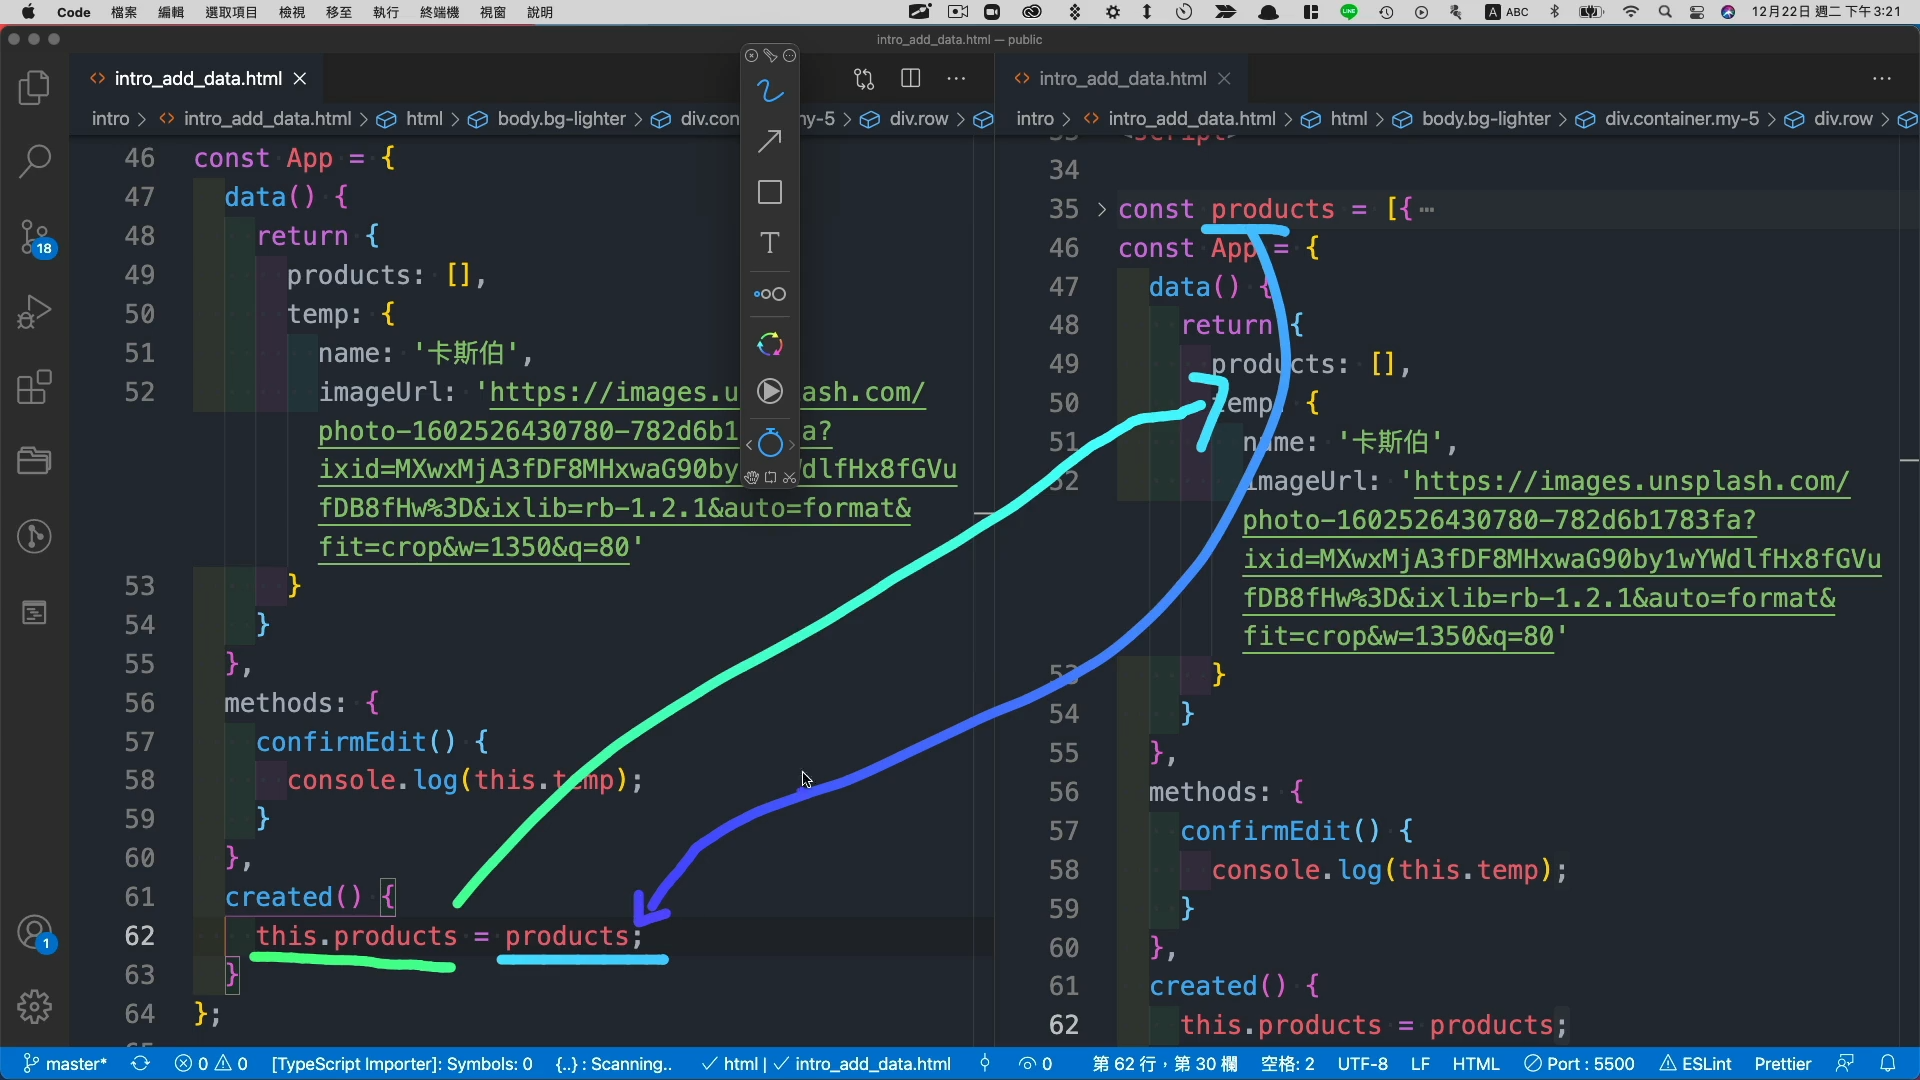 Code 檔案 編輯 選取項目 檢視 移至 執行 終端機 視窗 說明 LINE A ABC 12月22日 週二 下午3:21
intro_add_data.html — public
intro_add_data.html
intro > intro_add_data.html > html > body.bg-lighter > div.con my-5 > div.row >
46 const App = {
47 data() {
48 return {
49 products: [],
50 temp: {
51 name: '卡斯伯',
52 imageUrl: 'https://images.u ash.com/
photo-1602526430780-782d6b1 a?
ixid=MXwxMjA3fDF8MHxwaG90by dlfHx8fGVu
fDB8fHw%3D&ixlib=rb-1.2.1&auto=format&
fit=crop&w=1350&q=80'
53 }
54 }
55 },
56 methods: {
57 confirmEdit() {
58 console.log(this.temp);
59 }
60 },
61 created() {
62 this.products = products;
63 }
64 };
T
intro_add_data.html
intro > intro_add_data.html > html > body.bg-lighter > div.container.my-5 > div.row >
<script>
34
35 const products = [{
46 const App = {
47 data() {
48 return {
49 products: [],
50 temp: {
51 name: '卡斯伯',
52 imageUrl: 'https://images.unsplash.com/
photo-1602526430780-782d6b1783fa?
ixid=MXwxMjA3fDF8MHxwaG90by1wYWdlfHx8fGVu
fDB8fHw%3D&ixlib=rb-1.2.1&auto=format&
fit=crop&w=1350&q=80'
53 }
54 }
55 },
56 methods: {
57 confirmEdit() {
58 console.log(this.temp);
59 }
60 },
61 created() {
62 this.products = products;
18
1
master* 0 0 [TypeScript Importer]: Symbols: 0 {..} : Scanning.. html | intro_add_data.html 0 第 62 行，第 30 欄 空格: 2 UTF-8 LF HTML Port : 5500 ESLint Prettier